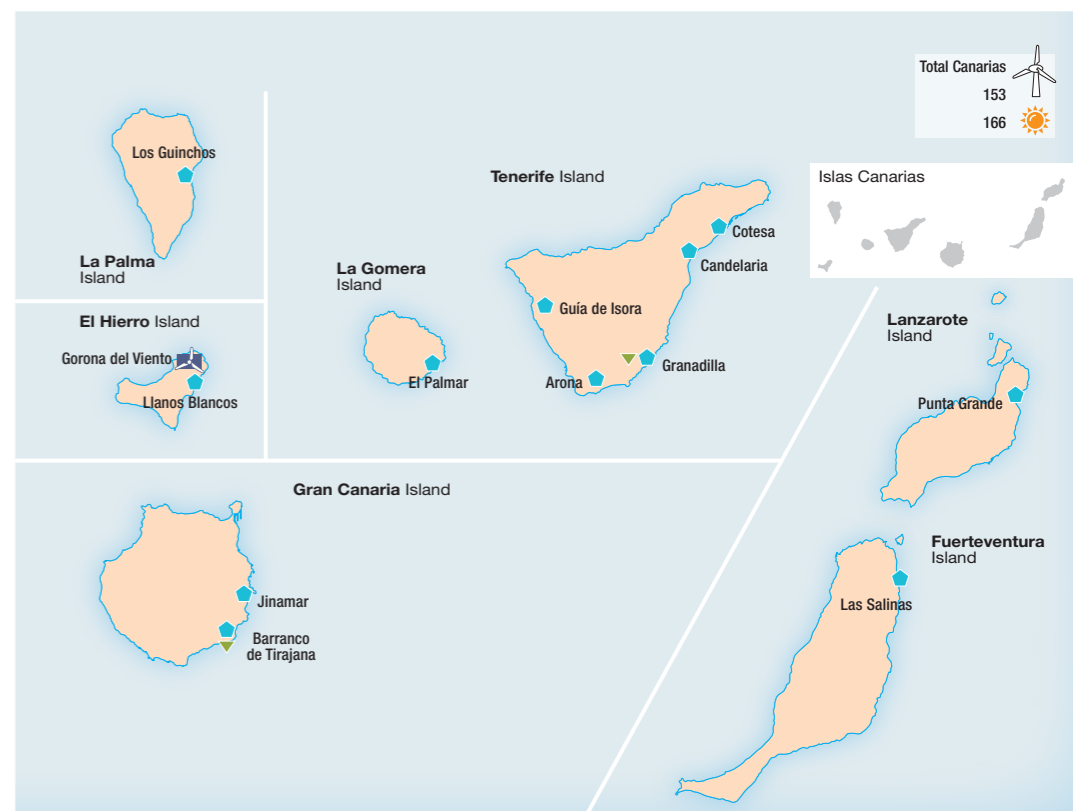 Total Canarias
153
166
Islas Canarias
Los Guinchos
La Palma
Island
Tenerife Island
Cotesa
Candelaria
La Gomera
Island
Guía de Isora
El Hierro Island
Gorona del Viento
Llanos Blancos
El Palmar
Arona
Granadilla
Lanzarote
Island
Punta Grande
Gran Canaria Island
Jinamar
Barranco
de Tirajana
Fuerteventura
Island
Las Salinas